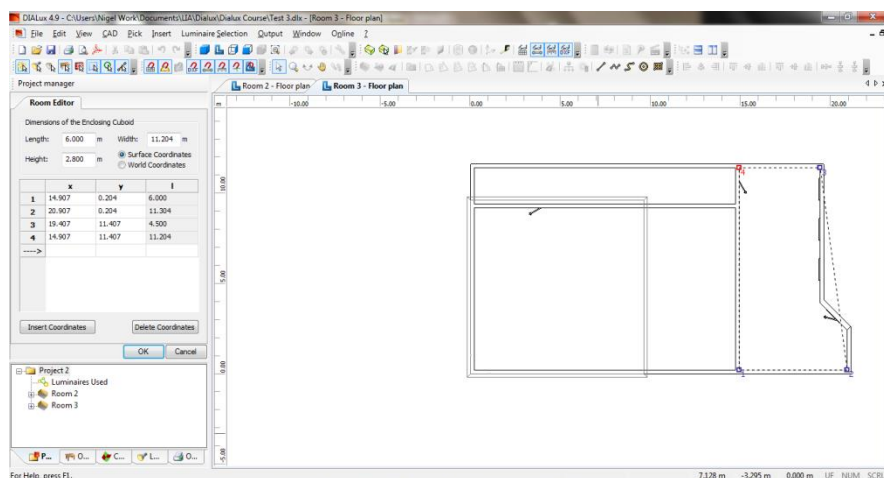 DIALux 4.9 - C:\Users\Nigel Work\Documents\LIA\Dialux\Dialux Course\Test 3.dlx - [Room 3 - Floor plan]
File Edit View CAD Pick Insert Luminaire Selection Output Window Online ?
Project manager
Room 2 - Floor plan Room 3 - Floor plan
Room Editor
m -10.00 -5.00 0.00 5.00 10.00 15.00 20.00
Dimensions of the Enclosing Cuboid
Length: 6.000 m Width: 11.204 m
Height: 2.800 m Surface Coordinates
World Coordinates
x y l
1 14.907 0.204 6.000
2 20.907 0.204 11.304
3 19.407 11.407 4.500
4 14.907 11.407 11.204
---->
Insert Coordinates Delete Coordinates
OK Cancel
Project 2
Luminaires Used
Room 2
Room 3
P... O... C... L... O...
10.00
5.00
0.00
-5.00
4
1
For Help, press F1. 7.128 m -3.295 m 0.000 m UF NUM SCRL